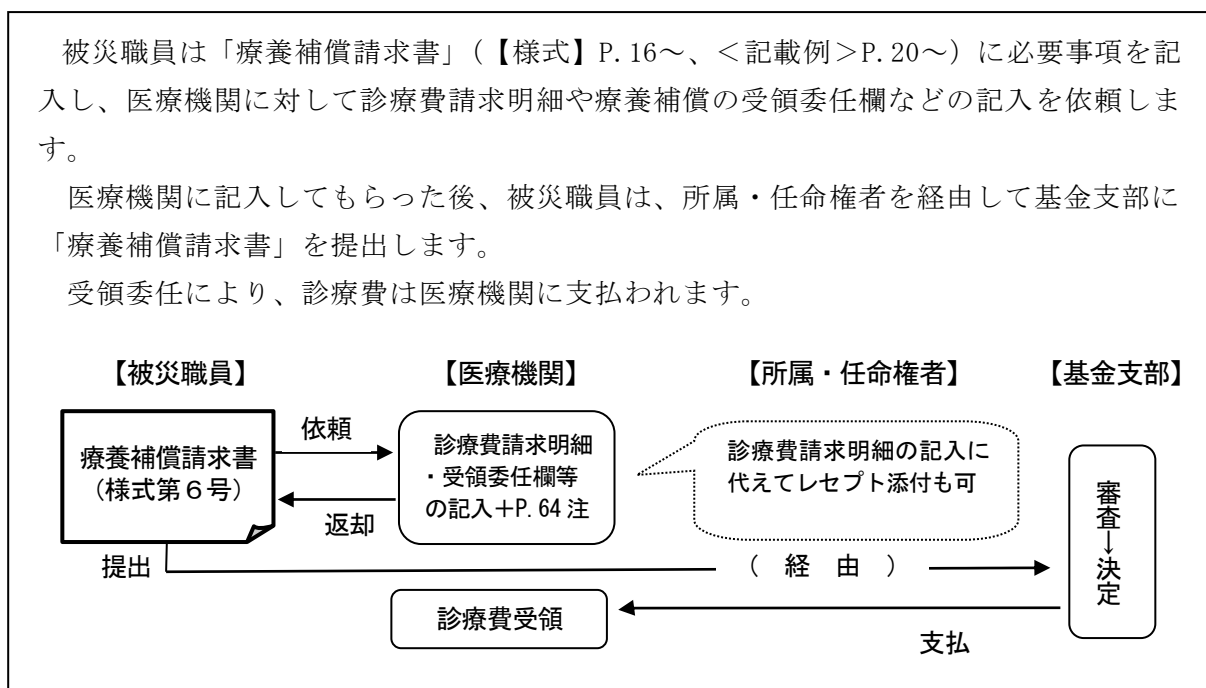 被災職員は「療養補償請求書」（【様式】P.16～、＜記載例＞P.20～）に必要事項を記
入し、医療機関に対して診療費請求明細や療養補償の受領委任欄などの記入を依頼しま
す。
医療機関に記入してもらった後、被災職員は、所属・任命権者を経由して基金支部に
「療養補償請求書」を提出します。
受領委任により、診療費は医療機関に支払われます。
【被災職員】 【医療機関】 【所属・任命権者】 【基金支部】
療養補償請求書
（様式第６号）
依頼
返却
診療費請求明細
・受領委任欄等
の記入＋P.64注
診療費請求明細の記入に
代えてレセプト添付も可
審査→決定
提出
（ 経 由 ）
診療費受領
支払